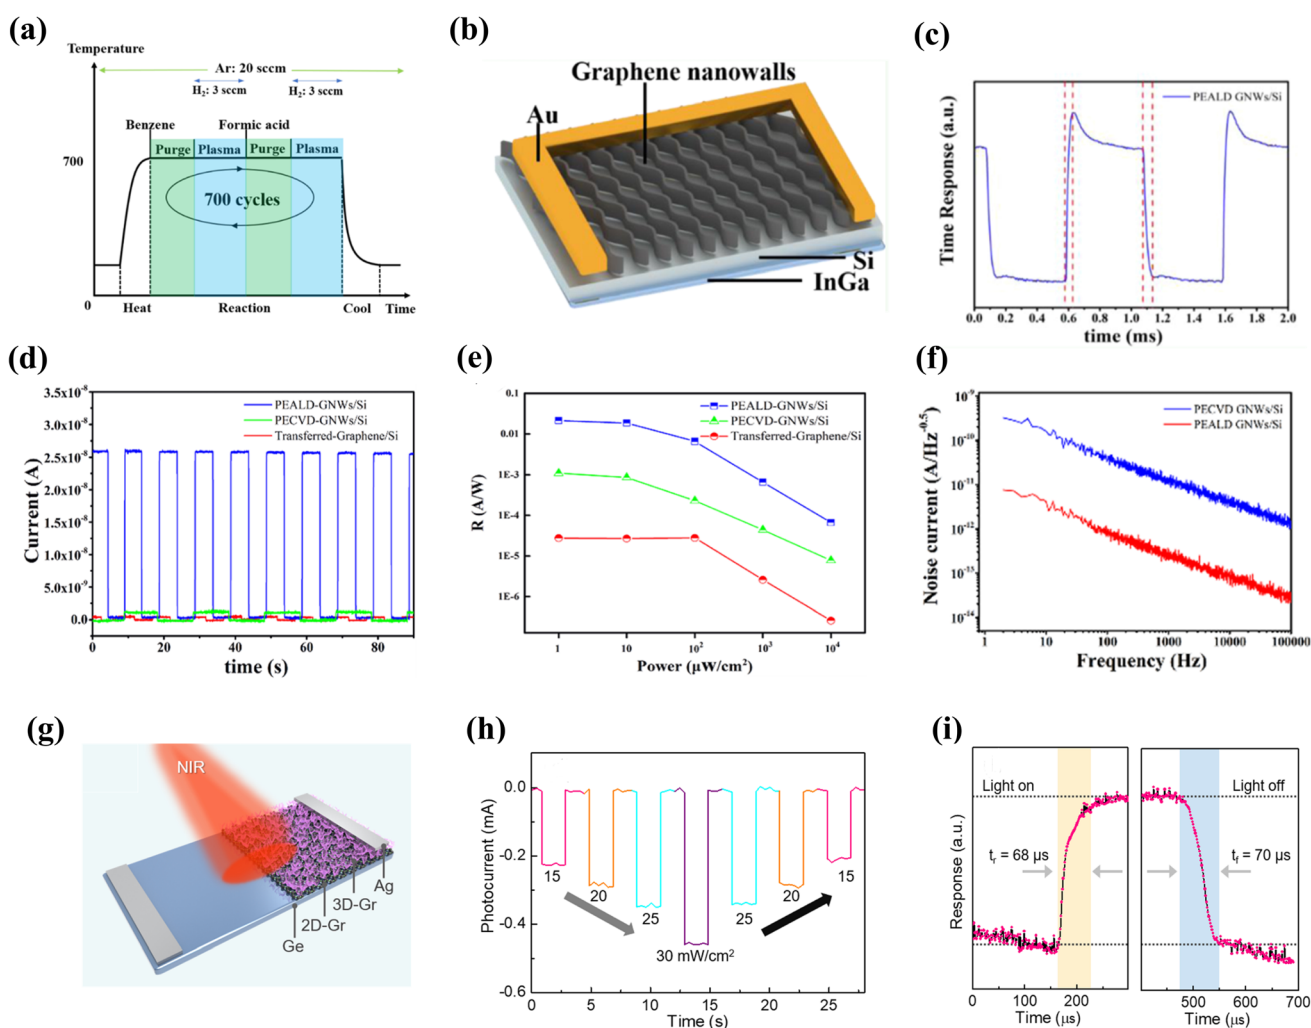 (a)
Temperature
Ar: 20 sccm
H₂: 3 sccm
H₂: 3 sccm
Benzene
Formic acid
Purge
Plasma
Purge
Plasma
700
700 cycles
0
Heat
Reaction
Cool
Time
(b)
Graphene nanowalls
Au
Si
InGa
(c)
PEALD GNWs/Si
Time Response (a.u.)
0.0 0.2 0.4 0.6 0.8 1.0 1.2 1.4 1.6 1.8 2.0
time (ms)
(d)
3.5x10⁻⁸
3.0x10⁻⁸
2.5x10⁻⁸
2.0x10⁻⁸
1.5x10⁻⁸
1.0x10⁻⁸
5.0x10⁻⁹
0.0
Current (A)
PEALD-GNWs/Si
PECVD-GNWs/Si
Transferred-Graphene/Si
0 20 40 60 80
time (s)
(e)
0.1
0.01
1E-3
1E-4
1E-5
1E-6
R (A/W)
PEALD-GNWs/Si
PECVD-GNWs/Si
Transferred-Graphene/Si
1 10 10² 10³ 10⁴
Power (μW/cm²)
(f)
10⁻⁹
10⁻¹⁰
10⁻¹¹
10⁻¹²
10⁻¹³
10⁻¹⁴
Noise current (A/Hz⁻⁰·⁵)
PECVD GNWs/Si
PEALD GNWs/Si
1 10 100 1000 10000 100000
Frequency (Hz)
(g)
NIR
Ag
3D-Gr
2D-Gr
Ge
(h)
0.0
-0.2
-0.4
-0.6
Photocurrent (mA)
15
20
25
30 mW/cm²
25
20
15
0 5 10 15 20 25
Time (s)
(i)
Response (a.u.)
Light on
tᵣ = 68 μs
0 100 200
Time (μs)
Light off
t_f = 70 μs
500 600 700
Time (μs)